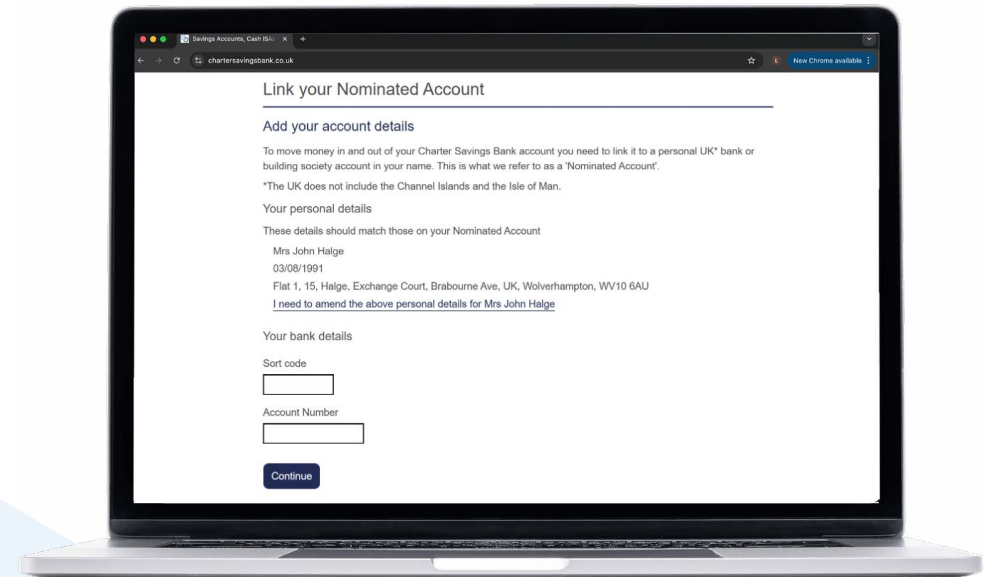 Savings Accounts, Cash ISAs
chartersavingsbank.co.uk
E
New Chrome available
Link your Nominated Account
Add your account details
To move money in and out of your Charter Savings Bank account you need to link it to a personal UK* bank or
building society account in your name. This is what we refer to as a 'Nominated Account'.
*The UK does not include the Channel Islands and the Isle of Man.
Your personal details
These details should match those on your Nominated Account
Mrs John Halge
03/08/1991
Flat 1, 15, Halge, Exchange Court, Brabourne Ave, UK, Wolverhampton, WV10 6AU
I need to amend the above personal details for Mrs John Halge
Your bank details
Sort code
Account Number
Continue